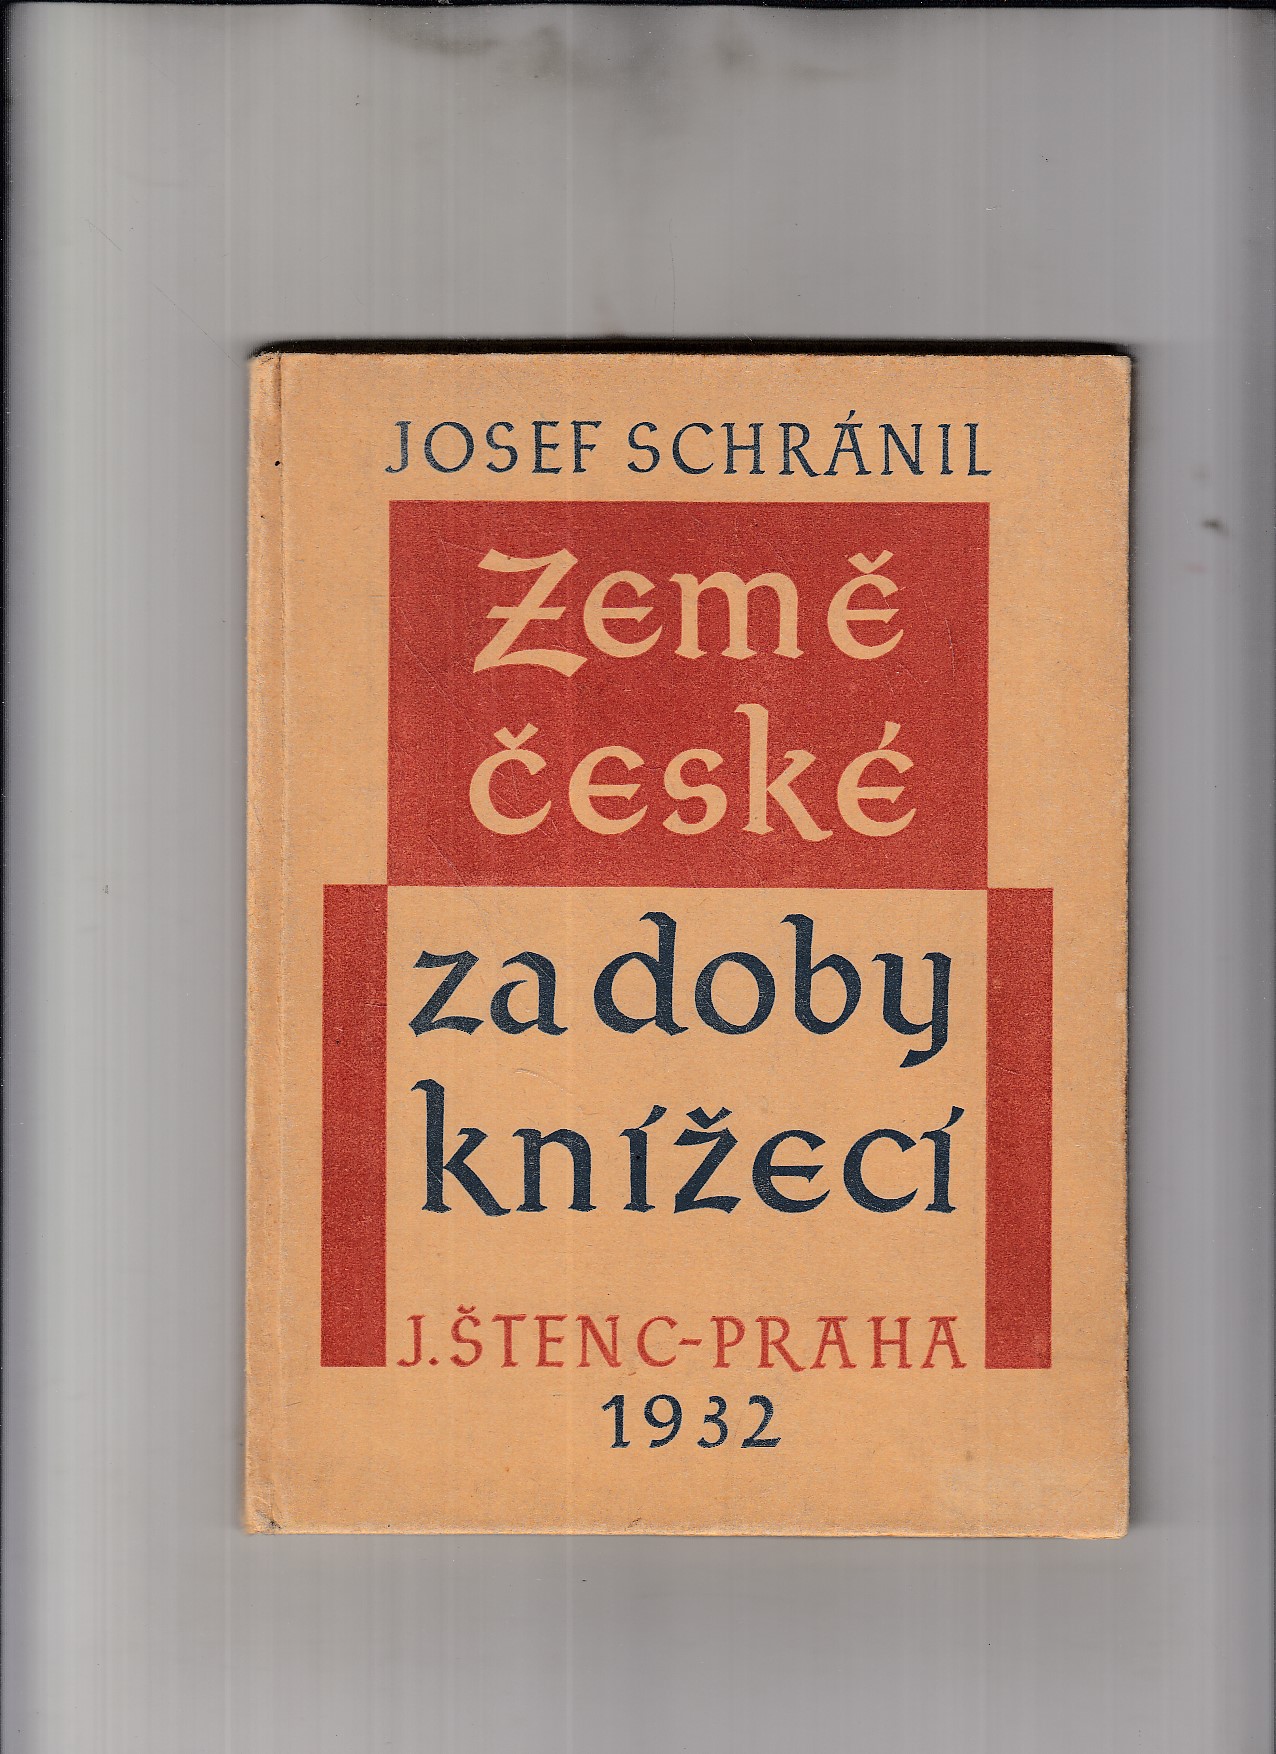 JOSEF SCHRÁNIL
Země
české
za doby
knížecí
J. ŠTENC-PRAHA
1932